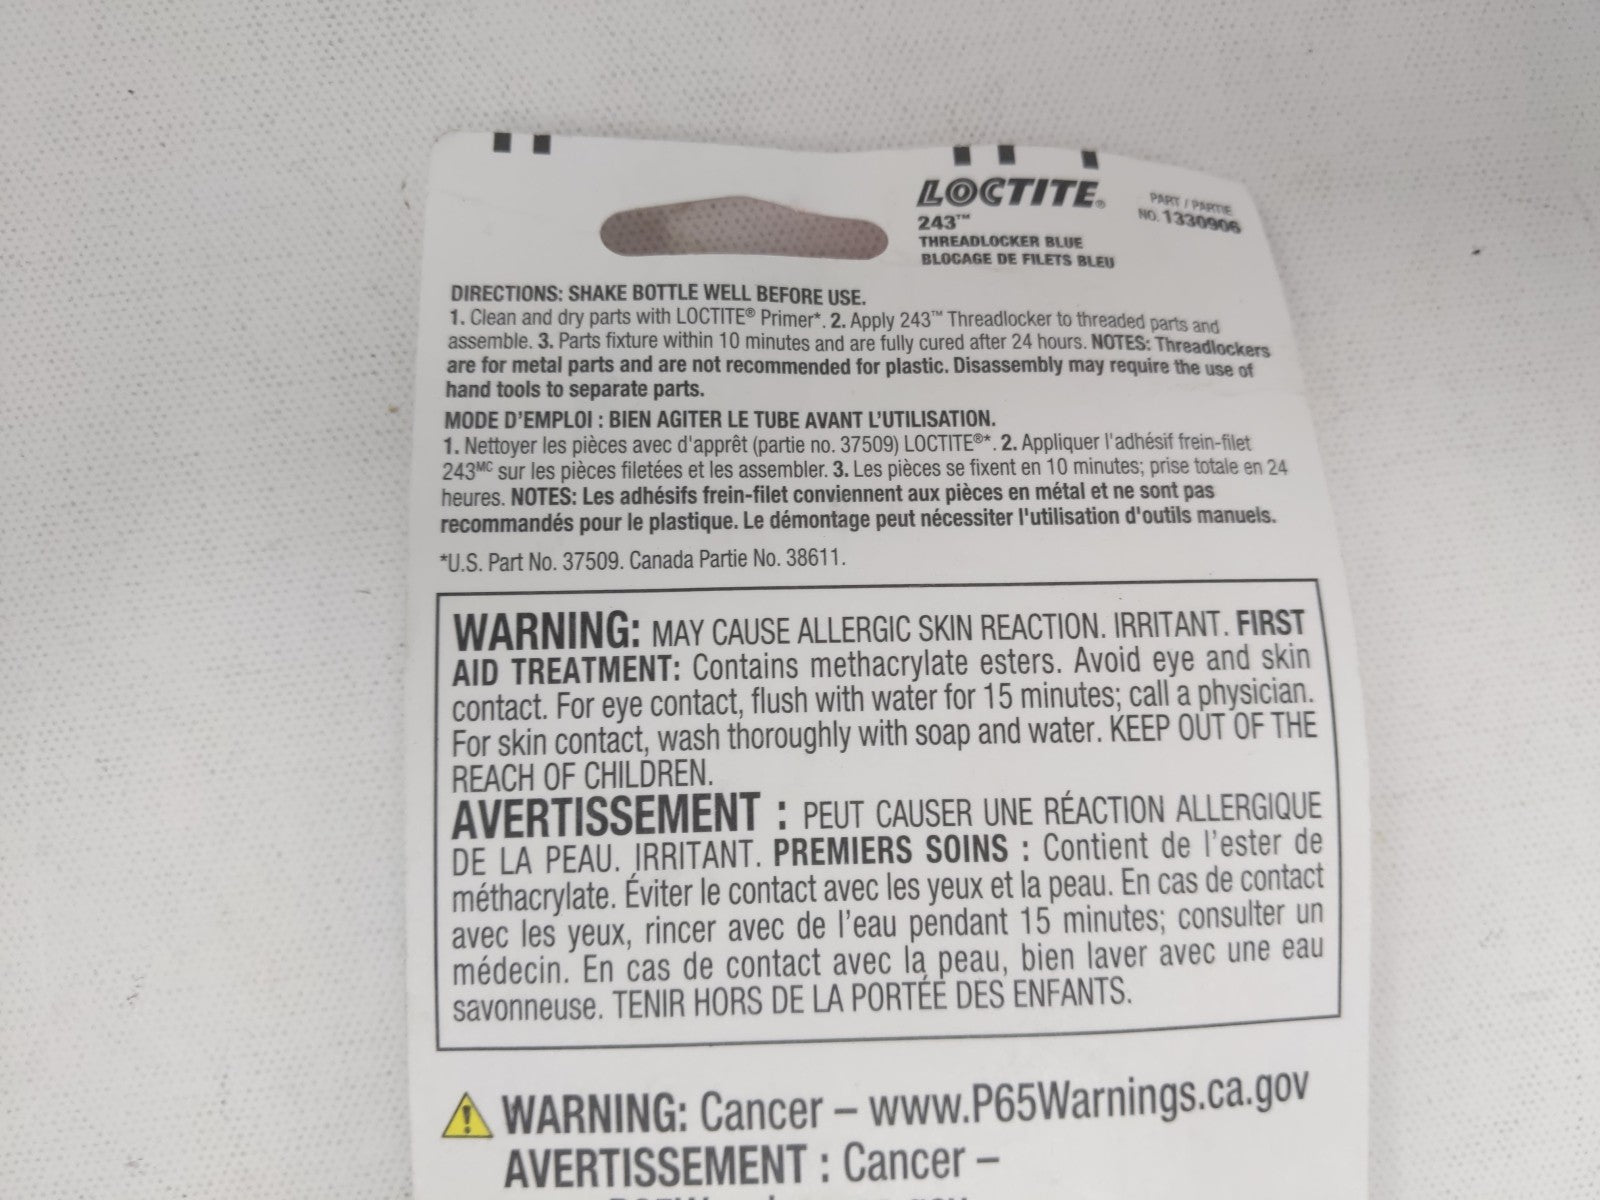 LOCTITE®
243™
THREADLOCKER BLUE
BLOCAGE DE FILETS BLEU
PART / PARTIE
NO. 1330906
DIRECTIONS: SHAKE BOTTLE WELL BEFORE USE.
1. Clean and dry parts with LOCTITE® Primer*. 2. Apply 243™ Threadlocker to threaded parts and
assemble. 3. Parts fixture within 10 minutes and are fully cured after 24 hours. NOTES: Threadlockers
are for metal parts and are not recommended for plastic. Disassembly may require the use of
hand tools to separate parts.
MODE D'EMPLOI : BIEN AGITER LE TUBE AVANT L'UTILISATION.
1. Nettoyer les pièces avec d'apprêt (partie no. 37509) LOCTITE®*. 2. Appliquer l'adhésif frein-filet
243MC sur les pièces filetées et les assembler. 3. Les pièces se fixent en 10 minutes; prise totale en 24
heures. NOTES: Les adhésifs frein-filet conviennent aux pièces en métal et ne sont pas
recommandés pour le plastique. Le démontage peut nécessiter l'utilisation d'outils manuels.
*U.S. Part No. 37509. Canada Partie No. 38611.
WARNING: MAY CAUSE ALLERGIC SKIN REACTION. IRRITANT. FIRST
AID TREATMENT: Contains methacrylate esters. Avoid eye and skin
contact. For eye contact, flush with water for 15 minutes; call a physician.
For skin contact, wash thoroughly with soap and water. KEEP OUT OF THE
REACH OF CHILDREN.
AVERTISSEMENT : PEUT CAUSER UNE RÉACTION ALLERGIQUE
DE LA PEAU. IRRITANT. PREMIERS SOINS : Contient de l'ester de
méthacrylate. Éviter le contact avec les yeux et la peau. En cas de contact
avec les yeux, rincer avec de l'eau pendant 15 minutes; consulter un
médecin. En cas de contact avec la peau, bien laver avec une eau
savonneuse. TENIR HORS DE LA PORTÉE DES ENFANTS.
WARNING: Cancer – www.P65Warnings.ca.gov
AVERTISSEMENT : Cancer –